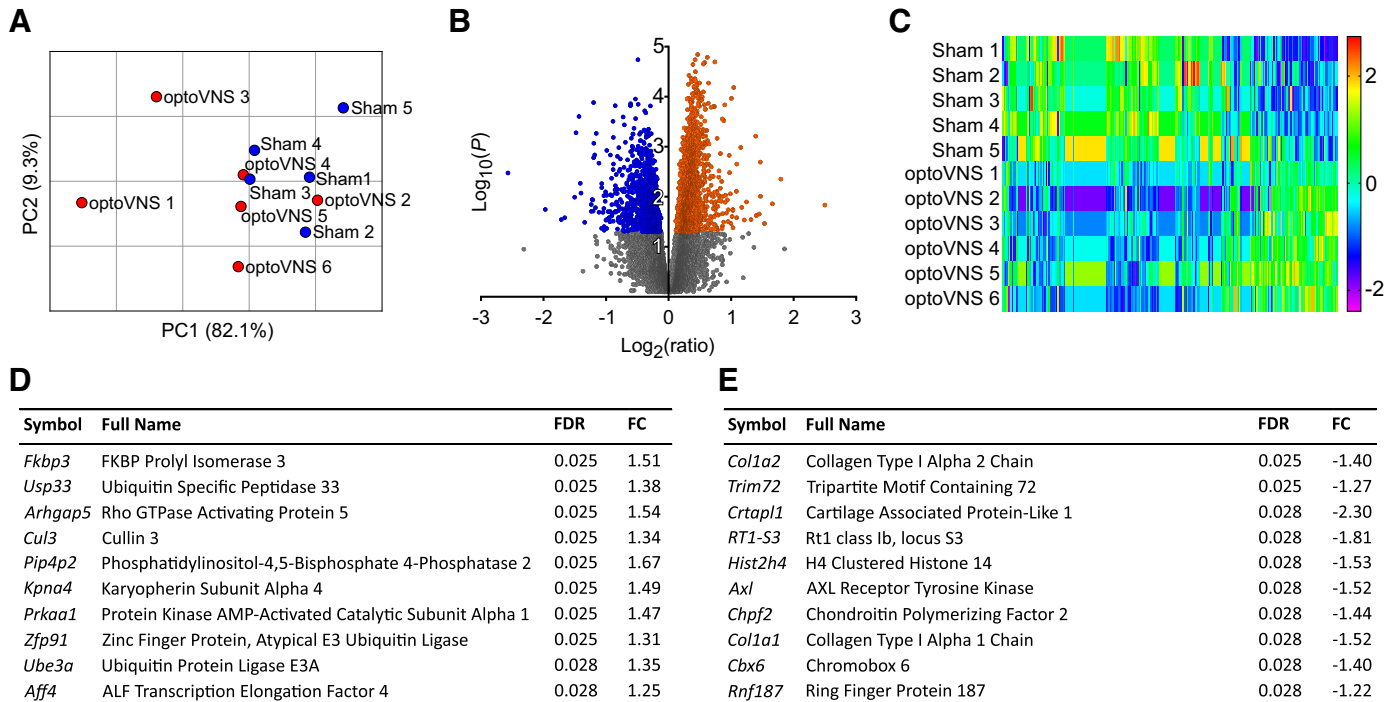 A
optoVNS 3
Sham 5
Sham 4
optoVNS 4
Sham1
Sham 3
optoVNS 2
optoVNS 1
optoVNS 5
Sham 2
optoVNS 6
PC2 (9.3%)
PC1 (82.1%)
B
5
4
3
2
1
Log10(P)
-3 -2 -1 0 1 2 3
Log2(ratio)
C
Sham 1
Sham 2
Sham 3
Sham 4
Sham 5
optoVNS 1
optoVNS 2
optoVNS 3
optoVNS 4
optoVNS 5
optoVNS 6
2
0
-2
D
Symbol Full Name FDR FC
Fkbp3 FKBP Prolyl Isomerase 3 0.025 1.51
Usp33 Ubiquitin Specific Peptidase 33 0.025 1.38
Arhgap5 Rho GTPase Activating Protein 5 0.025 1.54
Cul3 Cullin 3 0.025 1.34
Pip4p2 Phosphatidylinositol-4,5-Bisphosphate 4-Phosphatase 2 0.025 1.67
Kpna4 Karyopherin Subunit Alpha 4 0.025 1.49
Prkaa1 Protein Kinase AMP-Activated Catalytic Subunit Alpha 1 0.025 1.47
Zfp91 Zinc Finger Protein, Atypical E3 Ubiquitin Ligase 0.025 1.31
Ube3a Ubiquitin Protein Ligase E3A 0.028 1.35
Aff4 ALF Transcription Elongation Factor 4 0.028 1.25
E
Symbol Full Name FDR FC
Col1a2 Collagen Type I Alpha 2 Chain 0.025 -1.40
Trim72 Tripartite Motif Containing 72 0.025 -1.27
Crtapl1 Cartilage Associated Protein-Like 1 0.028 -2.30
RT1-S3 Rt1 class Ib, locus S3 0.028 -1.81
Hist2h4 H4 Clustered Histone 14 0.028 -1.53
Axl AXL Receptor Tyrosine Kinase 0.028 -1.52
Chpf2 Chondroitin Polymerizing Factor 2 0.028 -1.44
Col1a1 Collagen Type I Alpha 1 Chain 0.028 -1.52
Cbx6 Chromobox 6 0.028 -1.40
Rnf187 Ring Finger Protein 187 0.028 -1.22